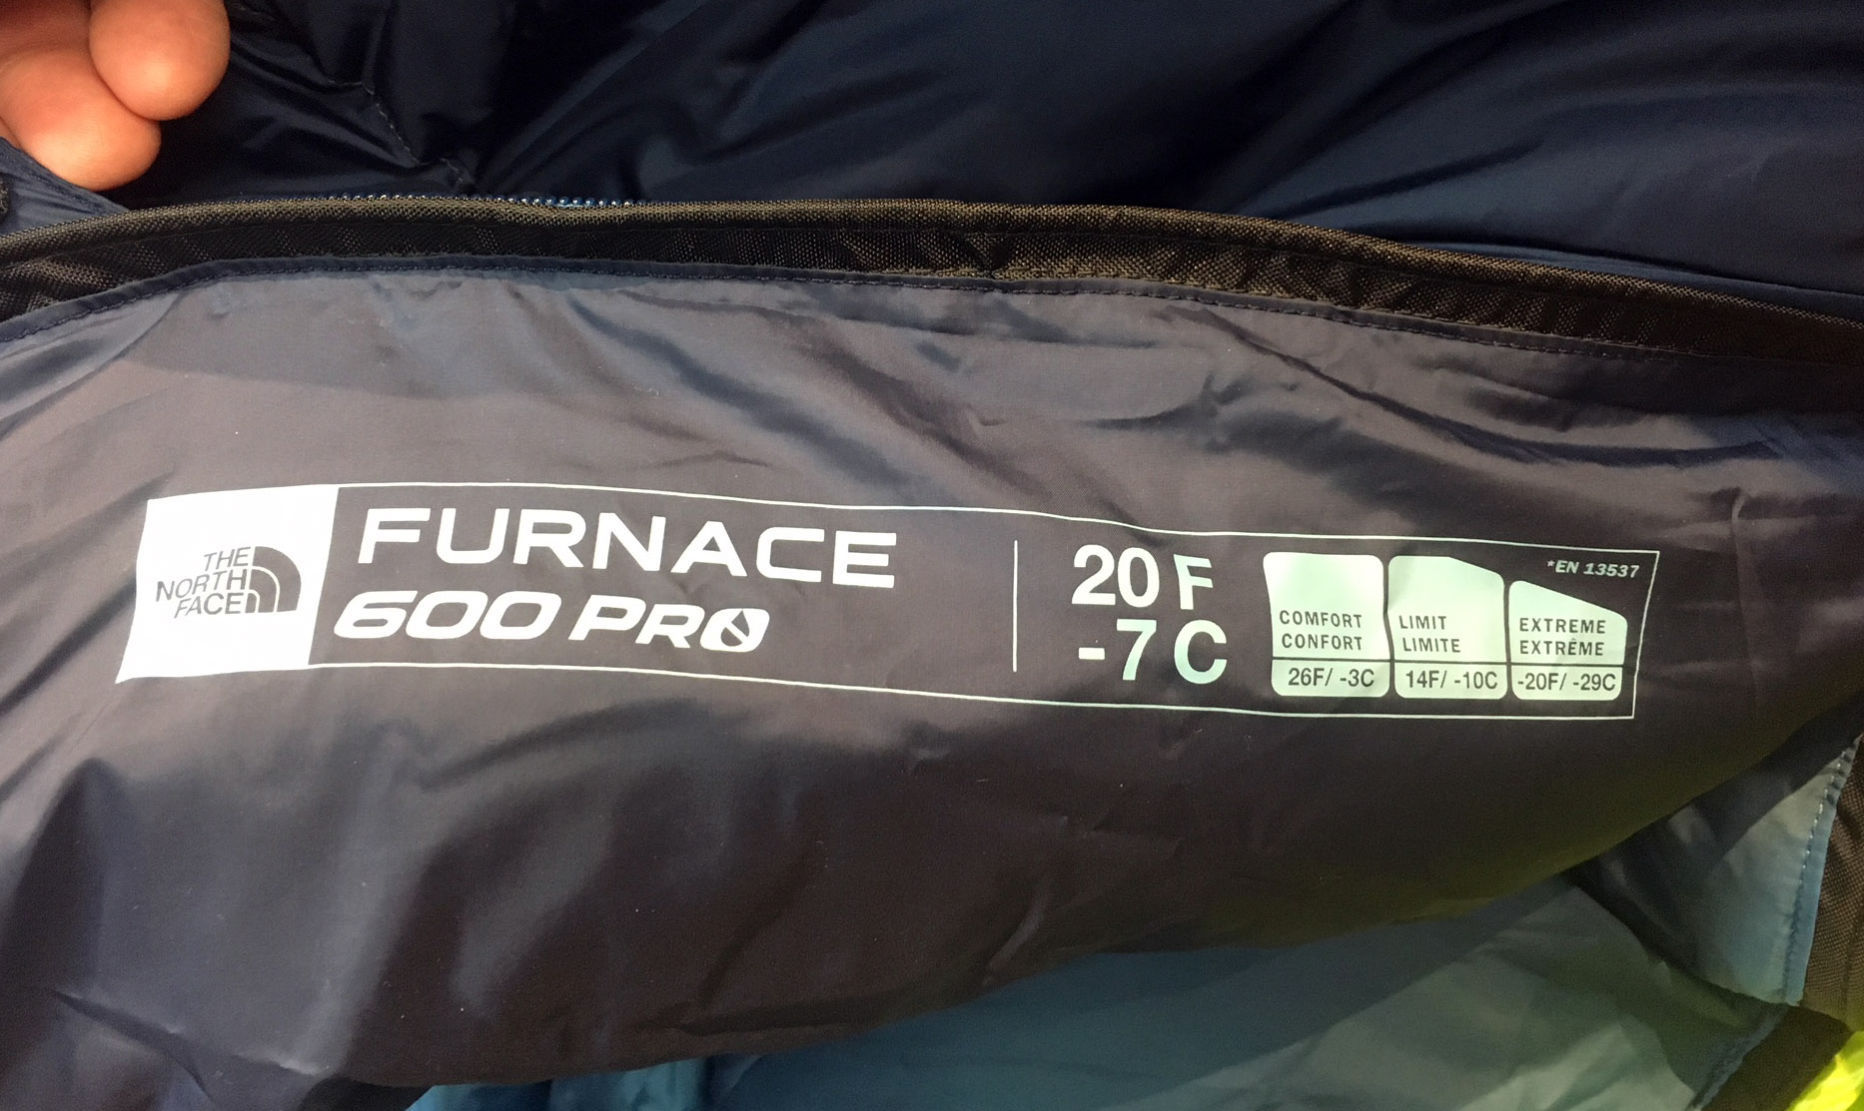 THE
NORTH
FACE
FURNACE
600 PRO
20 F
-7 C
*EN 13537
COMFORT
CONFORT
26F/ -3C
LIMIT
LIMITE
14F/ -10C
EXTREME
EXTRÊME
-20F/ -29C